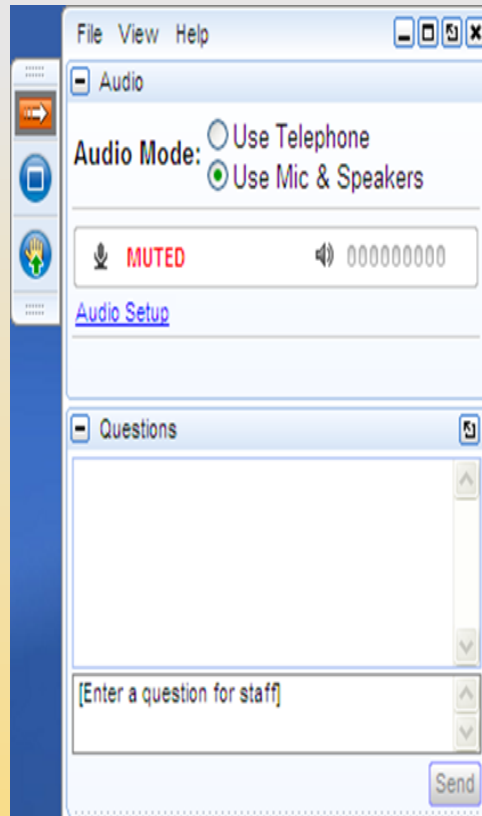 File View Help
Audio
Audio Mode:
Use Telephone
Use Mic & Speakers
MUTED
000000000
Audio Setup
Questions
[Enter a question for staff]
Send